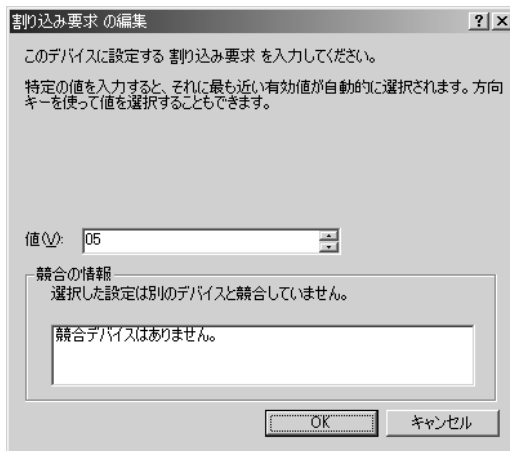 割り込み要求 の編集
このデバイスに設定する 割り込み要求 を入力してください。
特定の値を入力すると、それに最も近い有効値が自動的に選択されます。方向
キーを使って値を選択することもできます。
値(V): 05
競合の情報
選択した設定は別のデバイスと競合していません。
競合デバイスはありません。
OK キャンセル